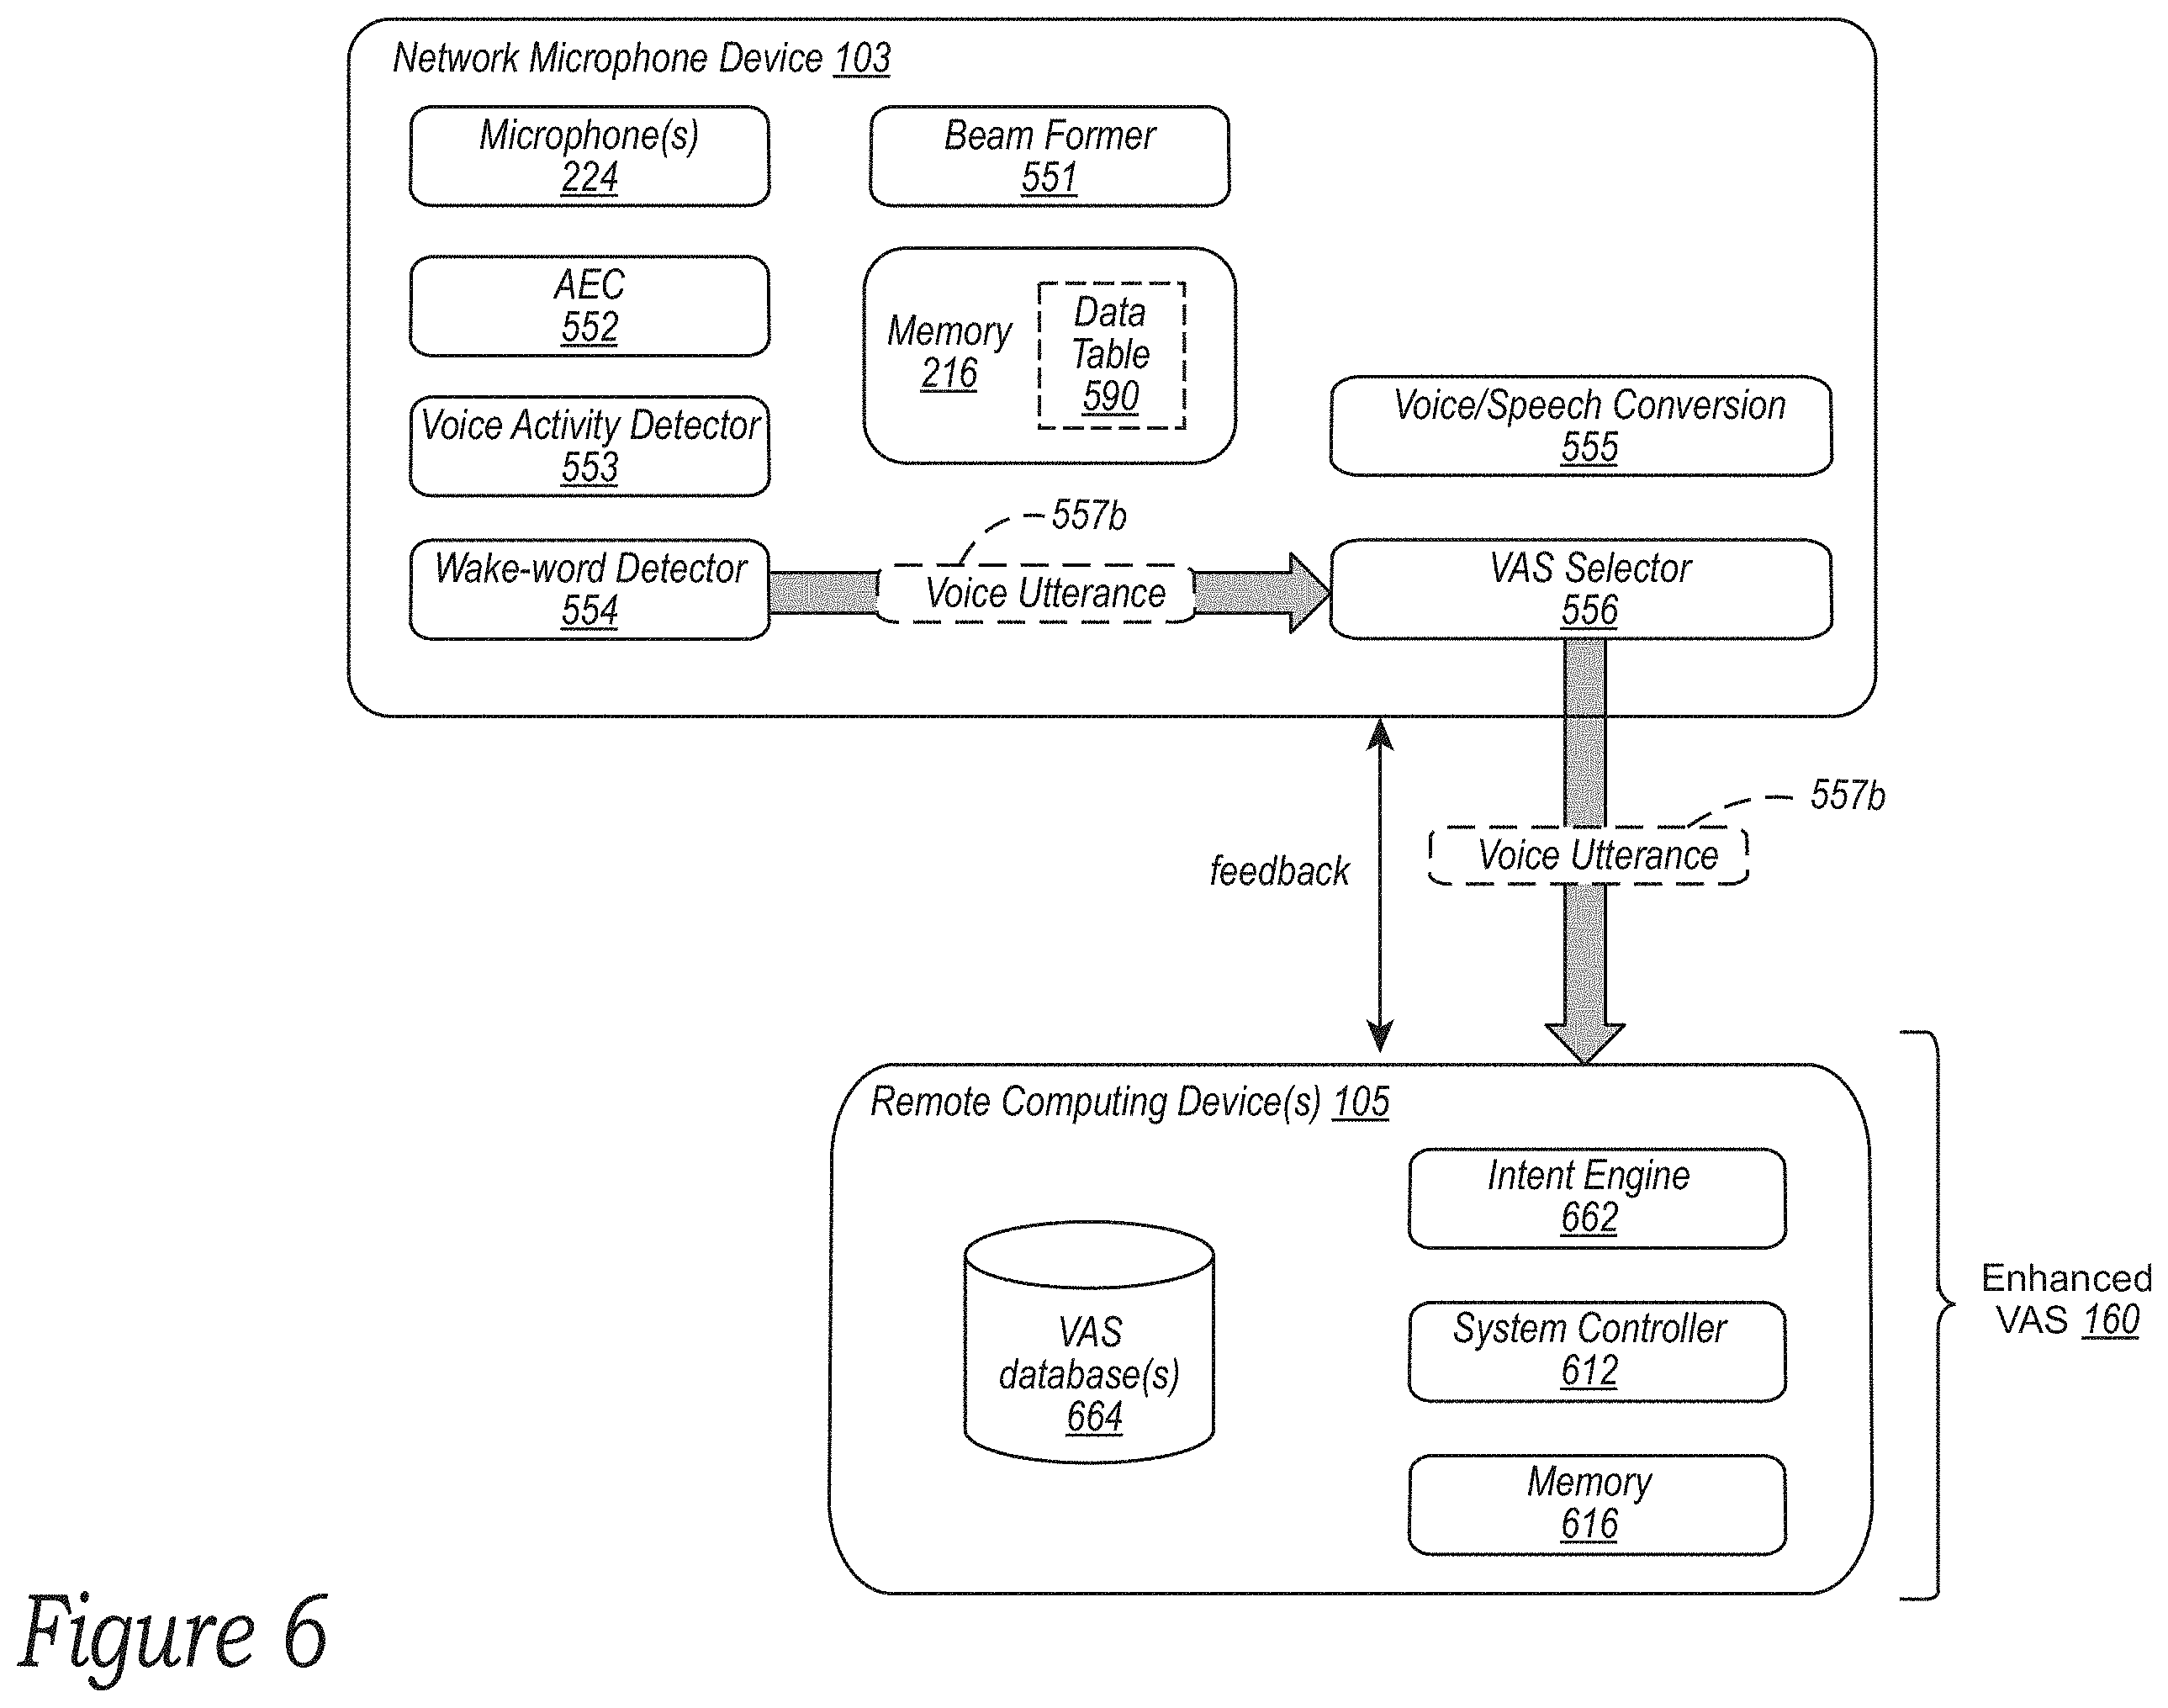 Network Microphone Device 103
Microphone(s)
224
Beam Former
551
AEC
552
Memory
216
Data
Table
590
Voice Activity Detector
553
Voice/Speech Conversion
555
557b
Wake-word Detector
554
Voice Utterance
VAS Selector
556
557b
Voice Utterance
feedback
Remote Computing Device(s) 105
Intent Engine
662
VAS
database(s)
664
System Controller
612
Memory
616
Enhanced
VAS 160
Figure 6